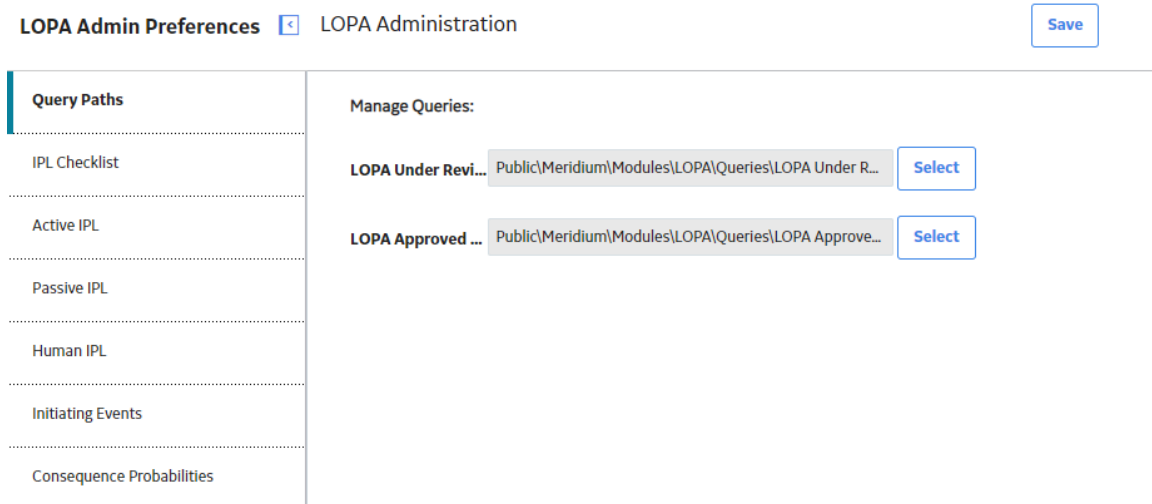 LOPA Admin Preferences
LOPA Administration
Save
Query Paths
IPL Checklist
Active IPL
Passive IPL
Human IPL
Initiating Events
Consequence Probabilities
Manage Queries:
LOPA Under Revi... Public\Meridium\Modules\LOPA\Queries\LOPA Under R... Select
LOPA Approved ... Public\Meridium\Modules\LOPA\Queries\LOPA Approve... Select